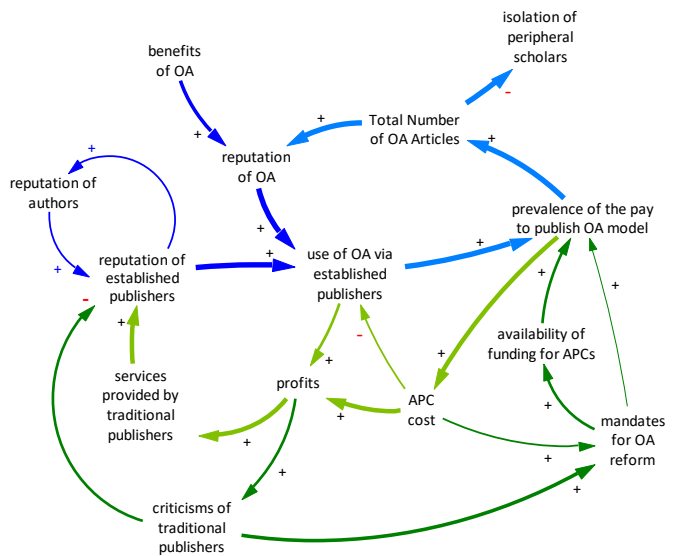 isolation of
peripheral
scholars
-
benefits
of OA
+
+
Total Number
of OA Articles
+
+
reputation
of OA
reputation of
authors
prevalence of the pay
to publish OA model
+
+
+
+
reputation of
established
publishers
use of OA via
established
publishers
+
+
-
+
+
-
availability of
funding for APCs
+
+
services
provided by
traditional
publishers
profits
APC
cost
+
+
mandates
for OA
reform
+
+
+
+
criticisms of
traditional
publishers